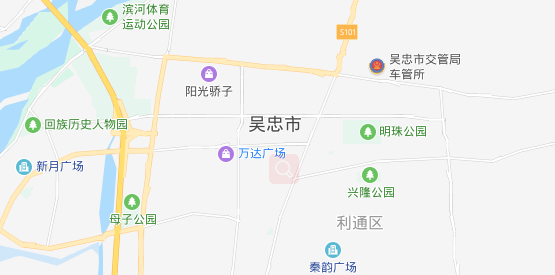 滨河体育
运动公园
S101
吴忠市交管局
车管所
阳光骄子
回族历史人物园
吴忠市
明珠公园
万达广场
新月广场
兴隆公园
母子公园
利通区
秦韵广场